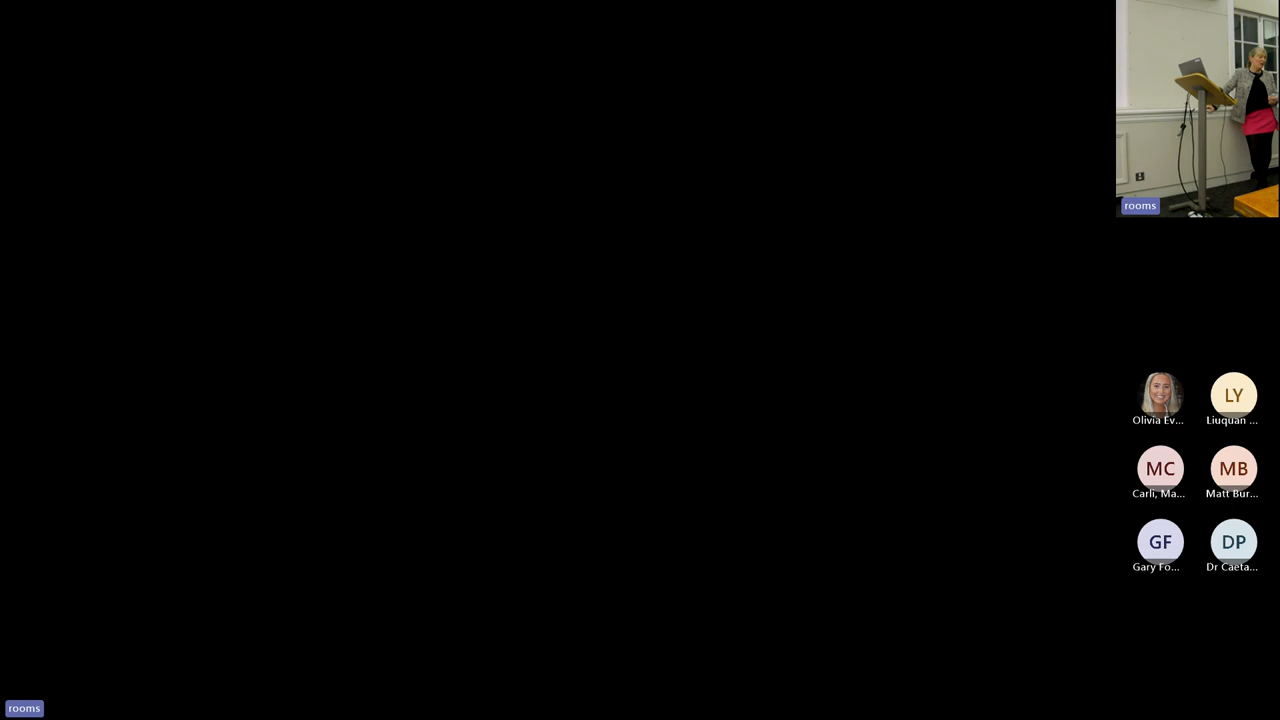 rooms
Olivia Ev...
LY
Liuquan ...
MC
Carli, Ma...
MB
Matt Bur...
GF
Gary Fo...
DP
Dr Caeta...
rooms